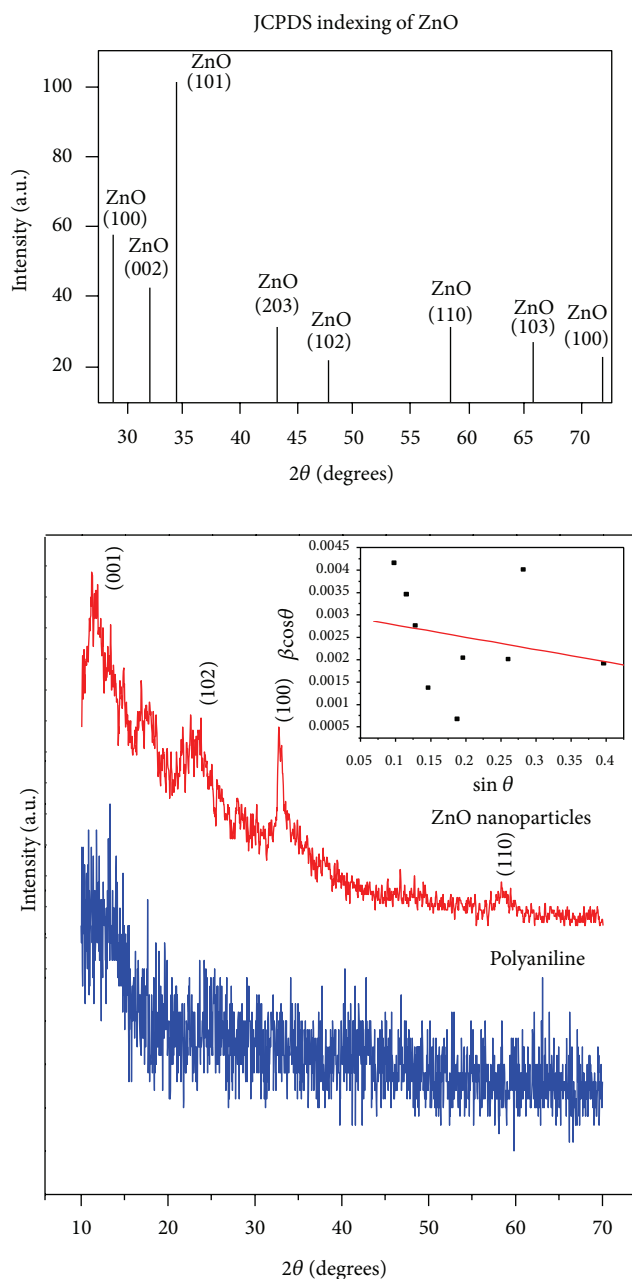 JCPDS indexing of ZnO
ZnO
(101)
ZnO
(100)
ZnO
(002)
ZnO
(203)
ZnO
(102)
ZnO
(110)
ZnO
(103)
ZnO
(100)
100
80
60
40
20
Intensity (a.u.)
30 35 40 45 50 55 60 65 70
2θ (degrees)
(001)
(102)
(100)
(110)
0.0045
0.004
0.0035
0.003
0.0025
0.002
0.0015
0.001
0.0005
βcosθ
0.05 0.1 0.15 0.2 0.25 0.3 0.35 0.4
sin θ
ZnO nanoparticles
Polyaniline
Intensity (a.u.)
10 20 30 40 50 60 70
2θ (degrees)